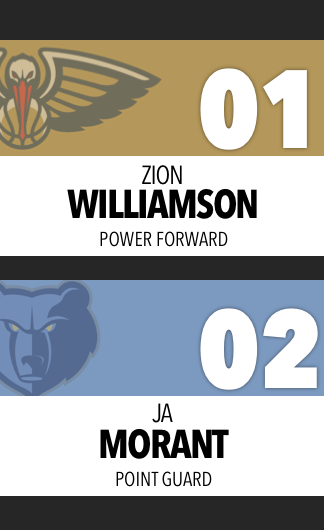 01
ZION
WILLIAMSON
POWER FORWARD
02
JA
MORANT
POINT GUARD